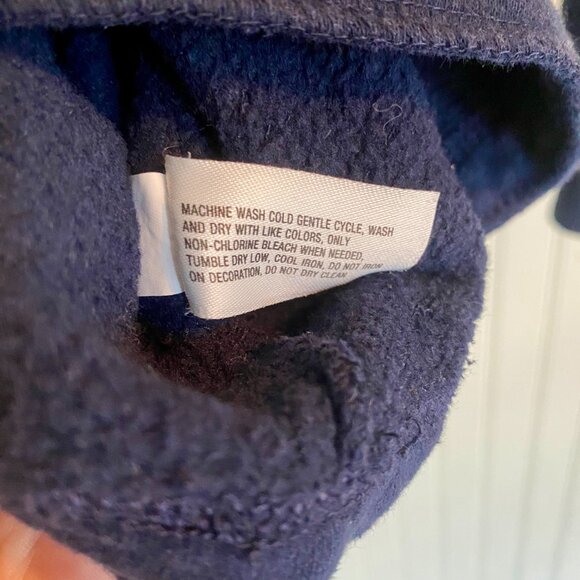 MACHINE WASH COLD GENTLE CYCLE, WASH
AND DRY WITH LIKE COLORS, ONLY
NON-CHLORINE BLEACH WHEN NEEDED,
TUMBLE DRY LOW, COOL IRON, DO NOT IRON
ON DECORATION, DO NOT DRY CLEAN